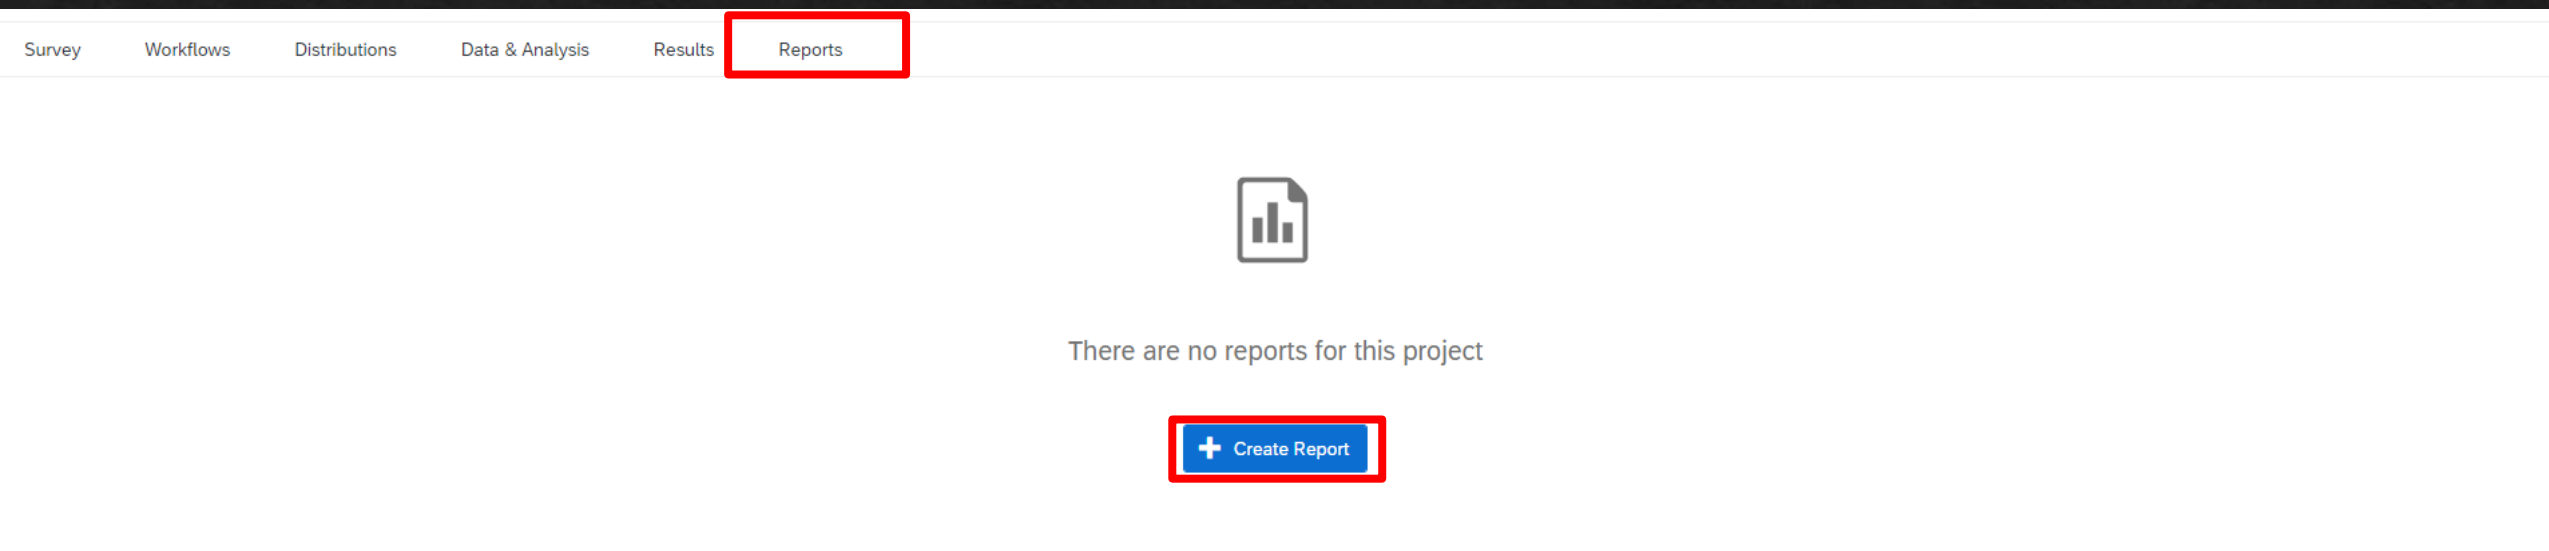 Survey Workflows Distributions Data & Analysis Results Reports
There are no reports for this project
Create Report